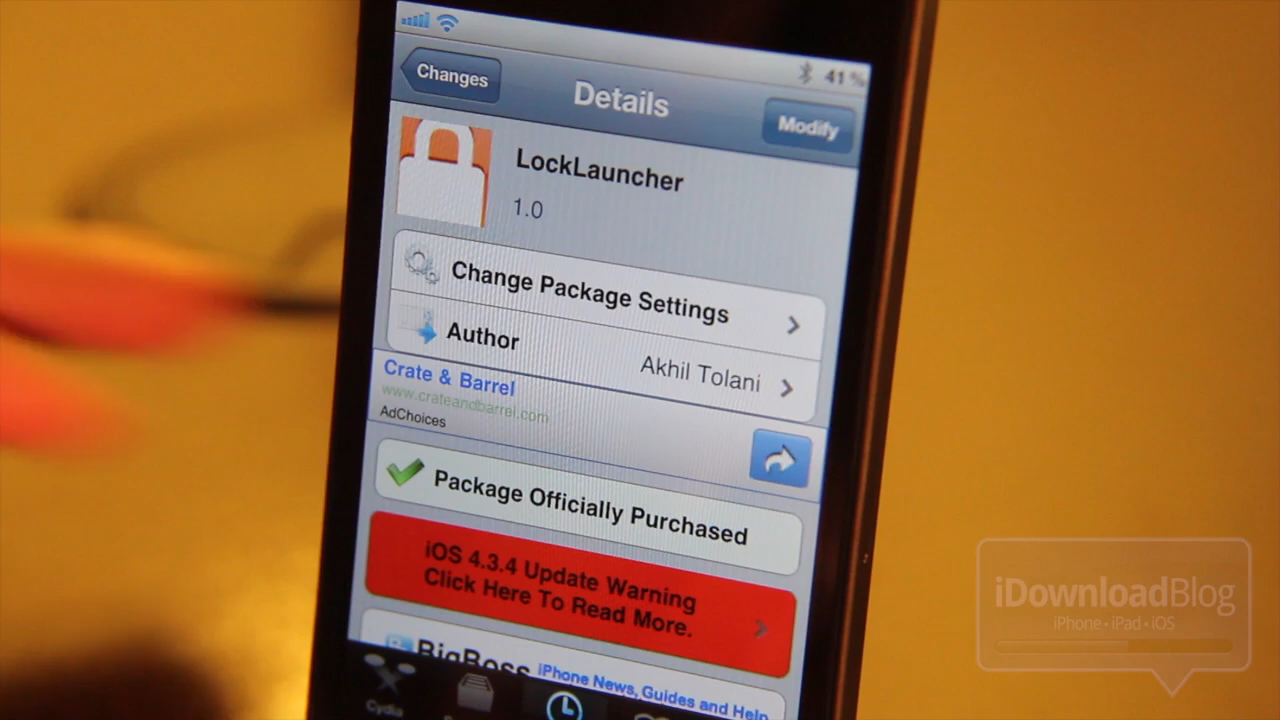 41%
Changes
Details
Modify
LockLauncher
1.0
Change Package Settings
Author
Akhil Tolani
Crate & Barrel
www.crateandbarrel.com
AdChoices
Package Officially Purchased
iOS 4.3.4 Update Warning
Click Here To Read More.
BigBoss
iPhone News, Guides and Help
Cydia
iDownloadBlog
iPhone • iPad • iOS